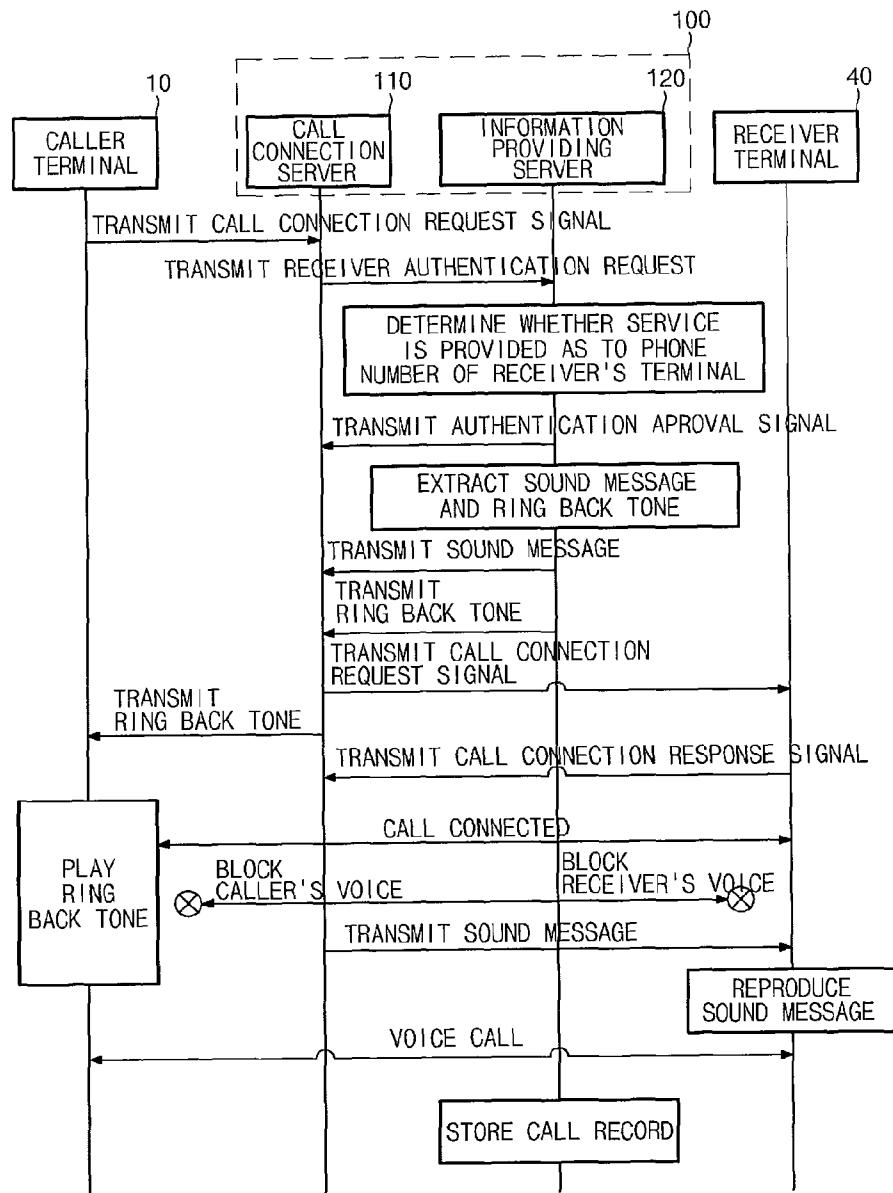 100
10
110
120
40
CALLER
TERMINAL
CALL
CONNECTION
SERVER
INFORMATION
PROVIDING
SERVER
RECEIVER
TERMINAL
TRANSMIT CALL CONNECTION REQUEST SIGNAL
TRANSMIT RECEIVER AUTHENTICATION REQUEST
DETERMINE WHETHER SERVICE
IS PROVIDED AS TO PHONE
NUMBER OF RECEIVER'S TERMINAL
TRANSMIT AUTHENTICATION APROVAL SIGNAL
EXTRACT SOUND MESSAGE
AND RING BACK TONE
TRANSMIT SOUND MESSAGE
TRANSMIT
RING BACK TONE
TRANSMIT CALL CONNECTION
REQUEST SIGNAL
TRANSMIT
RING BACK TONE
TRANSMIT CALL CONNECTION RESPONSE SIGNAL
CALL CONNECTED
PLAY
RING
BACK TONE
BLOCK
CALLER'S VOICE
BLOCK
RECEIVER'S VOICE
TRANSMIT SOUND MESSAGE
REPRODUCE
SOUND MESSAGE
VOICE CALL
STORE CALL RECORD